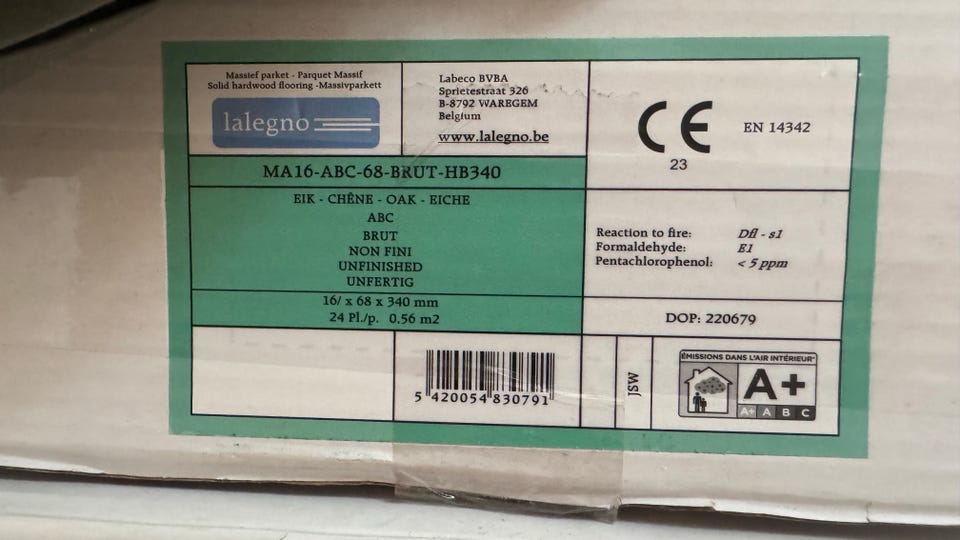 Massief parket - Parquet Massif
Solid hardwood flooring -Massivparkett
lalegno
Labeco BVBA
Sprietestraat 326
B-8792 WAREGEM
Belgium
www.lalegno.be
CE EN 14342
23
MA16-ABC-68-BRUT-HB340
EIK - CHÊNE - OAK - EICHE
ABC
BRUT
NON FINI
UNFINISHED
UNFERTIG
16/ x 68 x 340 mm
24 Pl./p. 0.56 m2
Reaction to fire: Dfl - s1
Formaldehyde: E1
Pentachlorophenol: < 5 ppm
DOP: 220679
5 420054 830791
JSW
ÉMISSIONS DANS L'AIR INTÉRIEUR*
A+
A+ A B C